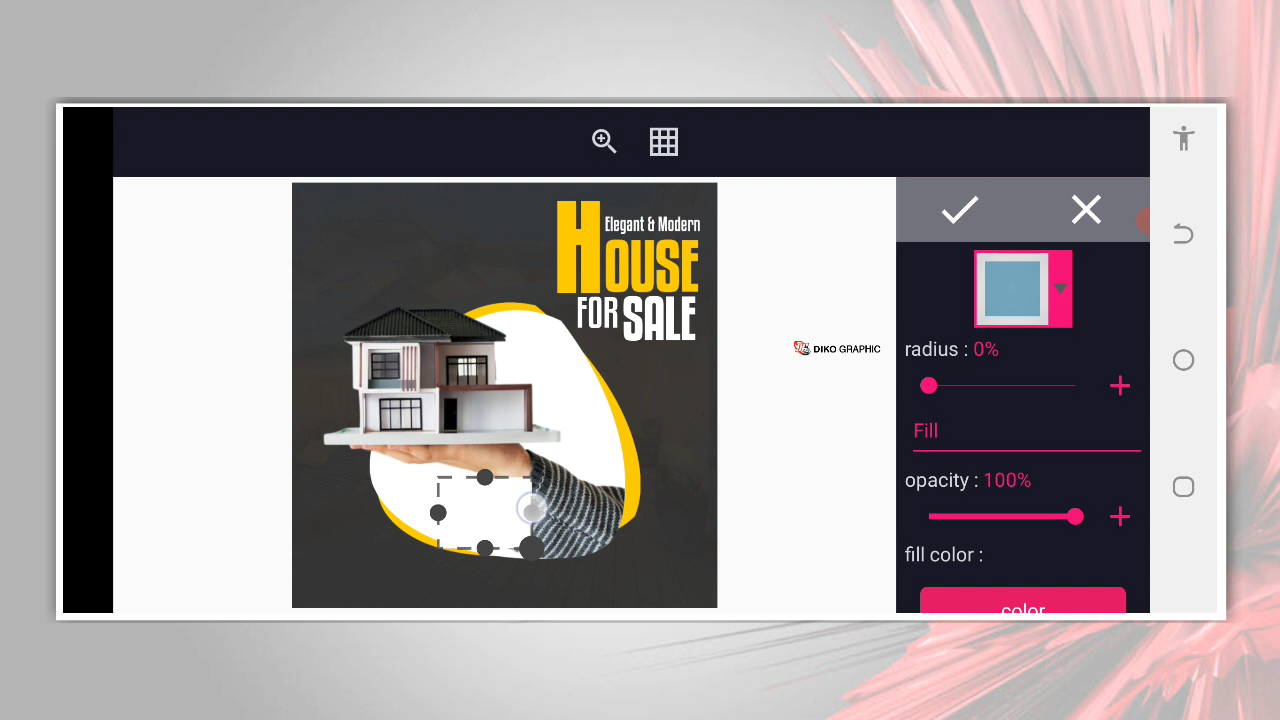 Elegant & Modern
HOUSE
FOR SALE
DIKO GRAPHIC
radius : 0%
Fill
opacity : 100%
fill color :
color